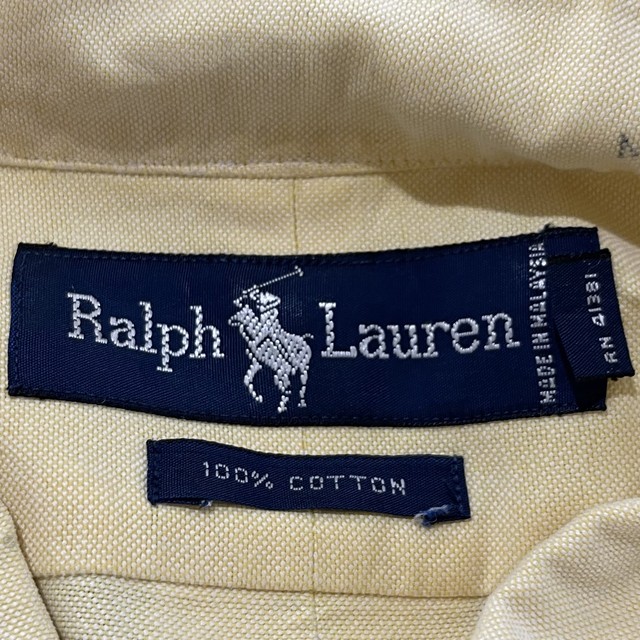 Ralph Lauren
MADE IN MALAYSIA
RN 41381
100% COTTON